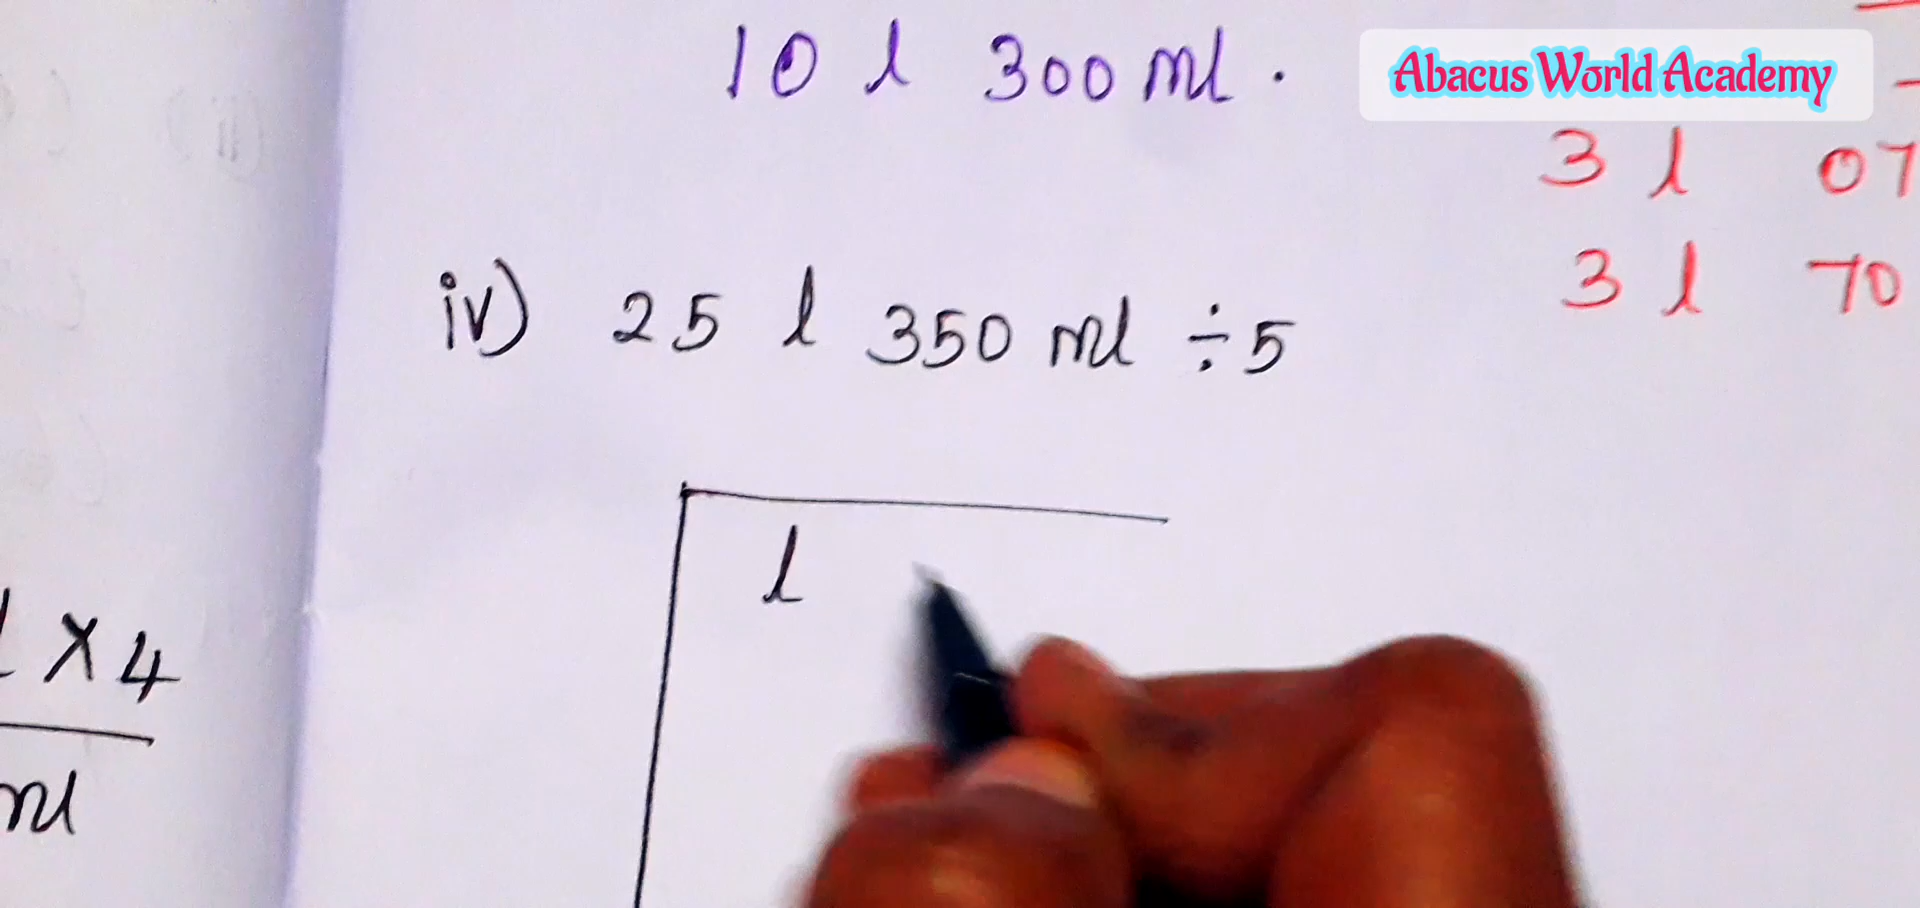 10 l 300 ml.
Abacus World Academy
3 l 07
3 l 70
iv) 25 l 350 ml ÷5
l
x 4
ml